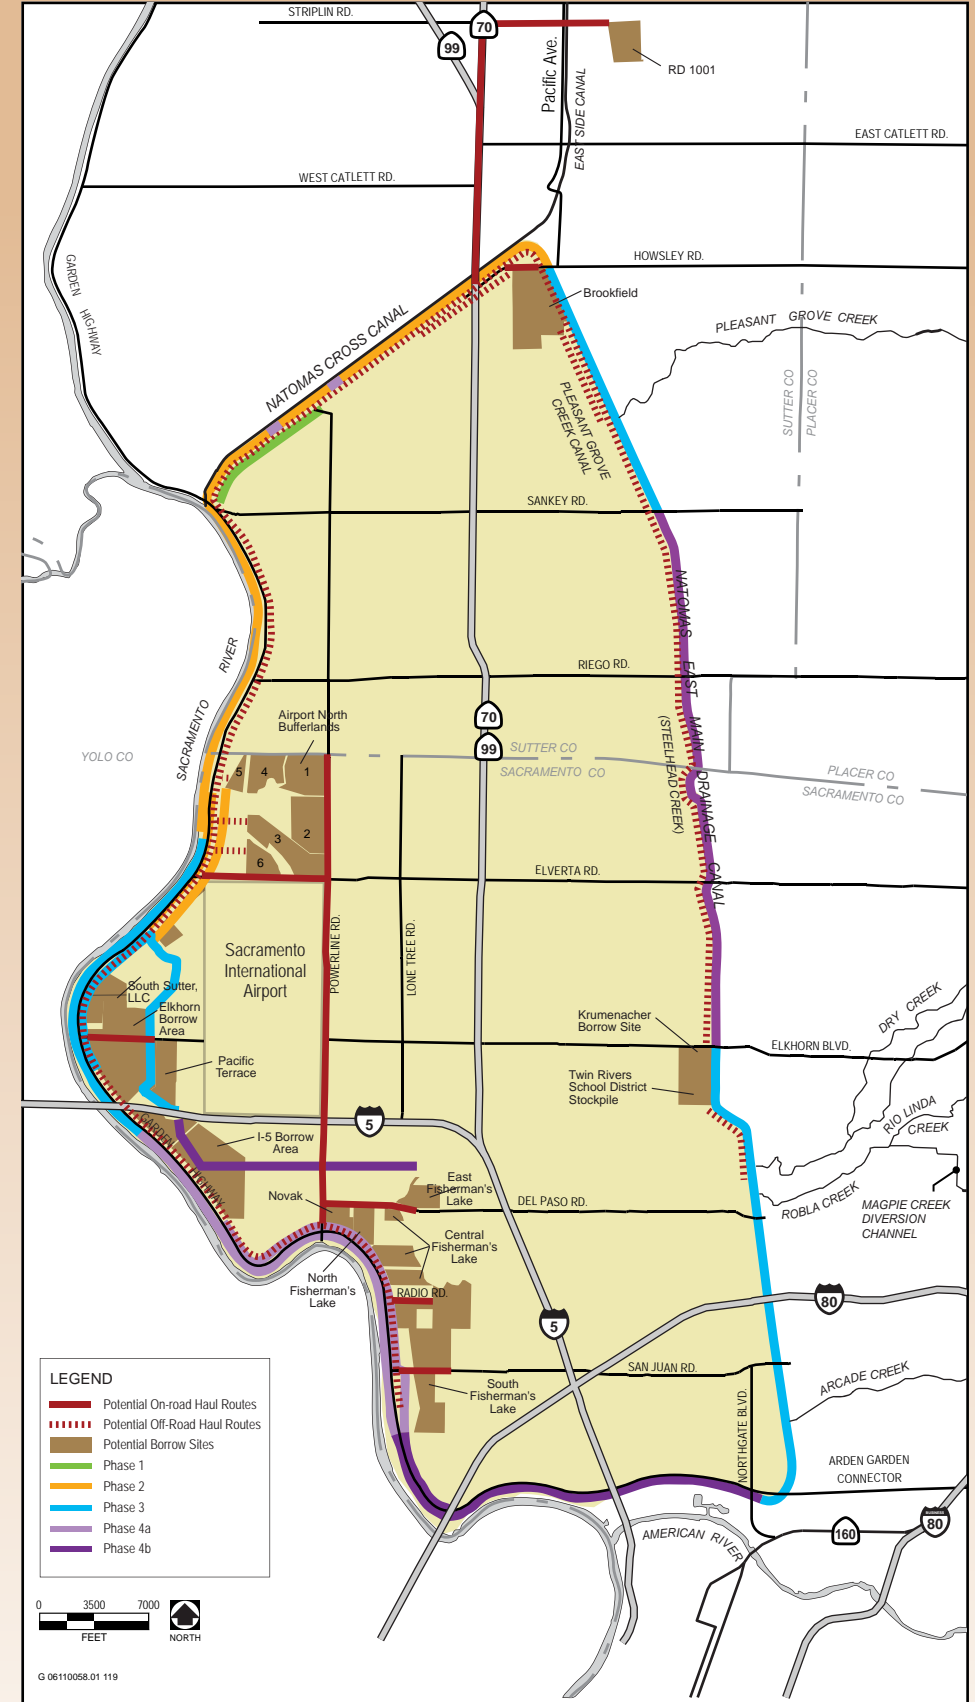 STRIPLIN RD.
70
99
Pacific Ave.
EAST SIDE CANAL
RD 1001
EAST CATLETT RD.
WEST CATLETT RD.
GARDEN HIGHWAY
HOWSLEY RD.
Brookfield
PLEASANT GROVE CREEK
NATOMAS CROSS CANAL
PLEASANT GROVE
CREEK CANAL
SUTTER CO
PLACER CO
SANKEY RD.
NATOMAS EAST MAIN DRAINAGE CANAL
(STEELHEAD CREEK)
SACRAMENTO RIVER
RIEGO RD.
YOLO CO
Airport North
Bufferlands
70
99
SUTTER CO
SACRAMENTO CO
PLACER CO
SACRAMENTO CO
5
4
1
2
3
6
ELVERTA RD.
Sacramento
International
Airport
POWERLINE RD.
LONE TREE RD.
South Sutter,
LLC
Elkhorn
Borrow
Area
Pacific
Terrace
Krumenacher
Borrow Site
ELKHORN BLVD.
DRY CREEK
Twin Rivers
School District
Stockpile
RIO LINDA
CREEK
5
GARDEN HIGHWAY
I-5 Borrow
Area
East
Fisherman's
Lake
Novak
DEL PASO RD.
ROBLA CREEK
MAGPIE CREEK
DIVERSION
CHANNEL
Central
Fisherman's
Lake
North
Fisherman's
Lake
RADIO RD.
80
5
SAN JUAN RD.
South
Fisherman's
Lake
ARCADE CREEK
NORTHGATE BLVD.
ARDEN GARDEN
CONNECTOR
AMERICAN RIVER
160
80
LEGEND
Potential On-road Haul Routes
Potential Off-Road Haul Routes
Potential Borrow Sites
Phase 1
Phase 2
Phase 3
Phase 4a
Phase 4b
0 3500 7000
FEET
NORTH
G 06110058.01 119